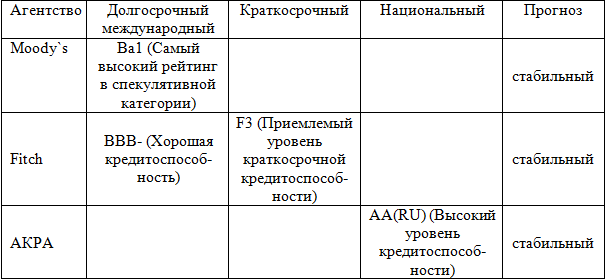 Агентство Долгосрочный международный Краткосрочный Национальный Прогноз
Moody`s
Ba1 (Самый
высокий рейтинг
в спекулятивной
категории)
стабильный
Fitch
BBB- (Хорошая
кредитоспособ-
ность)
F3 (Приемлемый
уровень
краткосрочной
кредитоспособ-
ности)
стабильный
АКРА
AA(RU) (Высокий
уровень
кредитоспособ-
ности)
стабильный